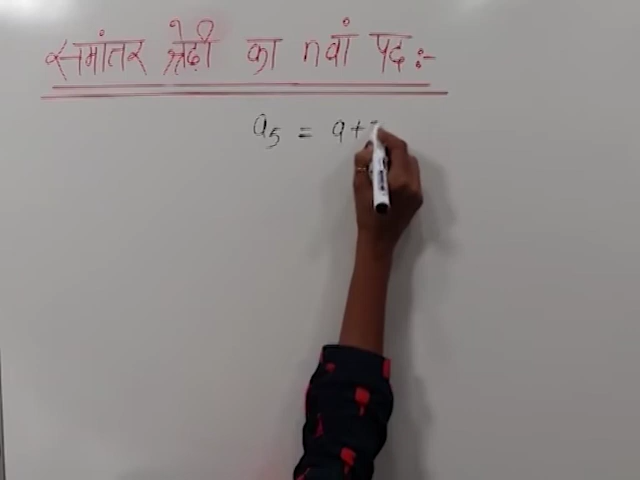 समांतर श्रेढ़ी का nवां पद :-
a₅ = a+